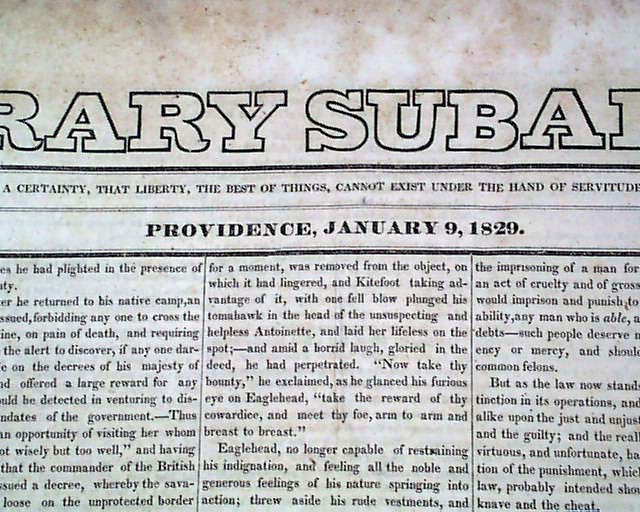 RARY SUBA
A CERTAINTY, THAT LIBERTY, THE BEST OF THINGS, CANNOT EXIST UNDER THE HAND OF SERVITUDE
PROVIDENCE, JANUARY 9, 1829.
es he had plighted in the presence of
ty.
er he returned to his native camp, an
ssued, forbidding any one to cross the
ine, on pain of death, and requiring
the alert to discover, if any one dar-
e on the decrees of his majesty of
nd offered a large reward for any
ould be detected in venturing to dis-
ndates of the government.—Thus
an opportunity of visiting her whom
ot wisely but too well," and having
that the commander of the British
ssued a decree, whereby the sava-
loose on the unprotected border
for a moment, was removed from the object, on
which it had lingered, and Kitefoot taking ad-
vantage of it, with one fell blow plunged his
tomahawk in the head of the unsuspecting and
helpless Antoinette, and laid her lifeless on the
spot;—and amid a horrid laugh, gloried in the
deed, he had perpetrated. "Now take thy
bounty," he exclaimed, as he glanced his furious
eye on Eaglehead, "take the reward of thy
cowardice, and meet thy foe, arm to arm and
breast to breast."
Eaglehead, no longer capable of restraining
his indignation, and feeling all the noble and
generous feelings of his nature springing into
action; threw aside his rude vestments, and
the imprisoning of a man for
an act of cruelty and of gross
would imprison and punish, to
ability, any man who is able, a
debts—such people deserve n
ency or mercy, and should
common felons.
But as the law now stand
tinction in its operations, and
alike upon the just and unjust
and the guilty; and the real
virtuous, and unfortunate, ha
tion of the punishment, which
law, probably intended shou
knave and the cheat.